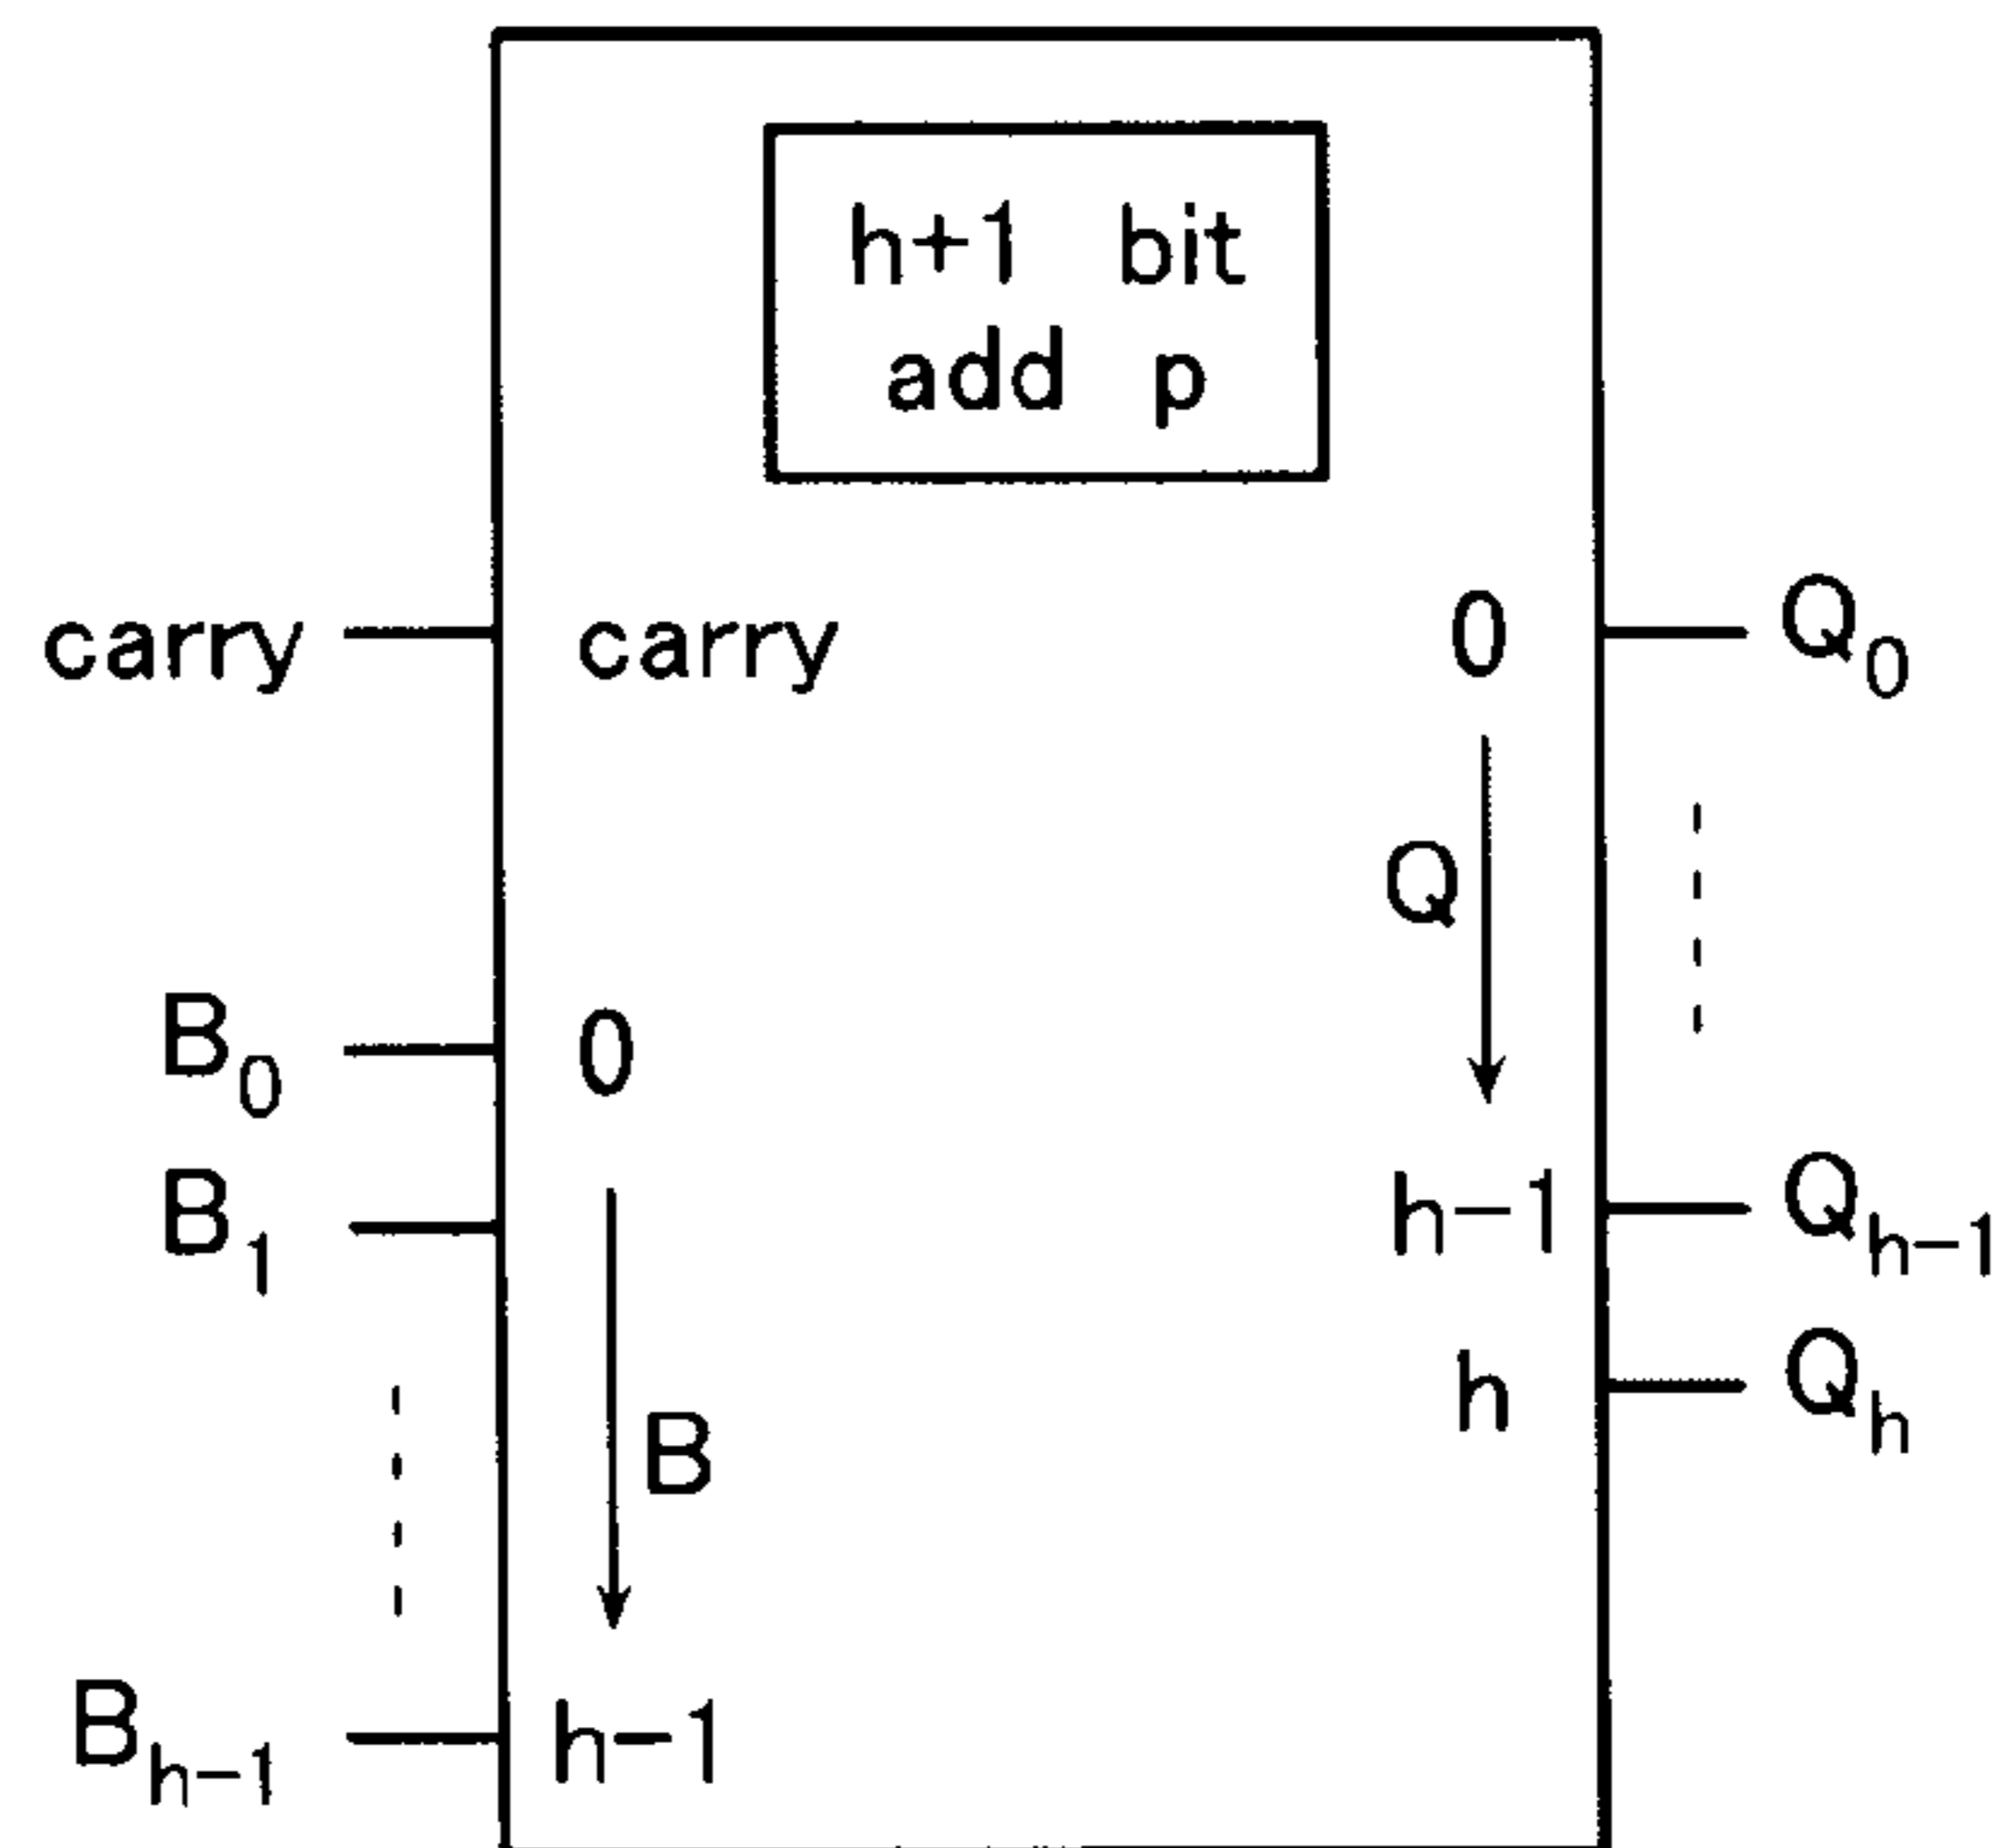 h+1 bit
add p
carry carry 0 Q₀
Q
B₀ 0
B₁ h-1 Qₕ₋₁
h Qₕ
B
Bₕ₋₁ h-1